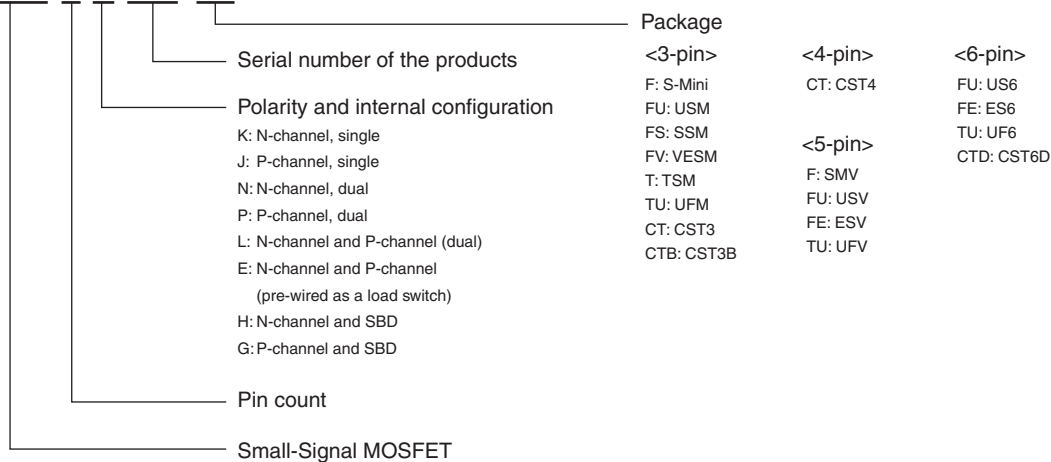 Package
<3-pin>
F: S-Mini
FU: USM
FS: SSM
FV: VESM
T: TSM
TU: UFM
CT: CST3
CTB: CST3B
<4-pin>
CT: CST4
<5-pin>
F: SMV
FU: USV
FE: ESV
TU: UFV
<6-pin>
FU: US6
FE: ES6
TU: UF6
CTD: CST6D
Serial number of the products
Polarity and internal configuration
K: N-channel, single
J: P-channel, single
N: N-channel, dual
P: P-channel, dual
L: N-channel and P-channel (dual)
E: N-channel and P-channel
(pre-wired as a load switch)
H: N-channel and SBD
G: P-channel and SBD
Pin count
Small-Signal MOSFET